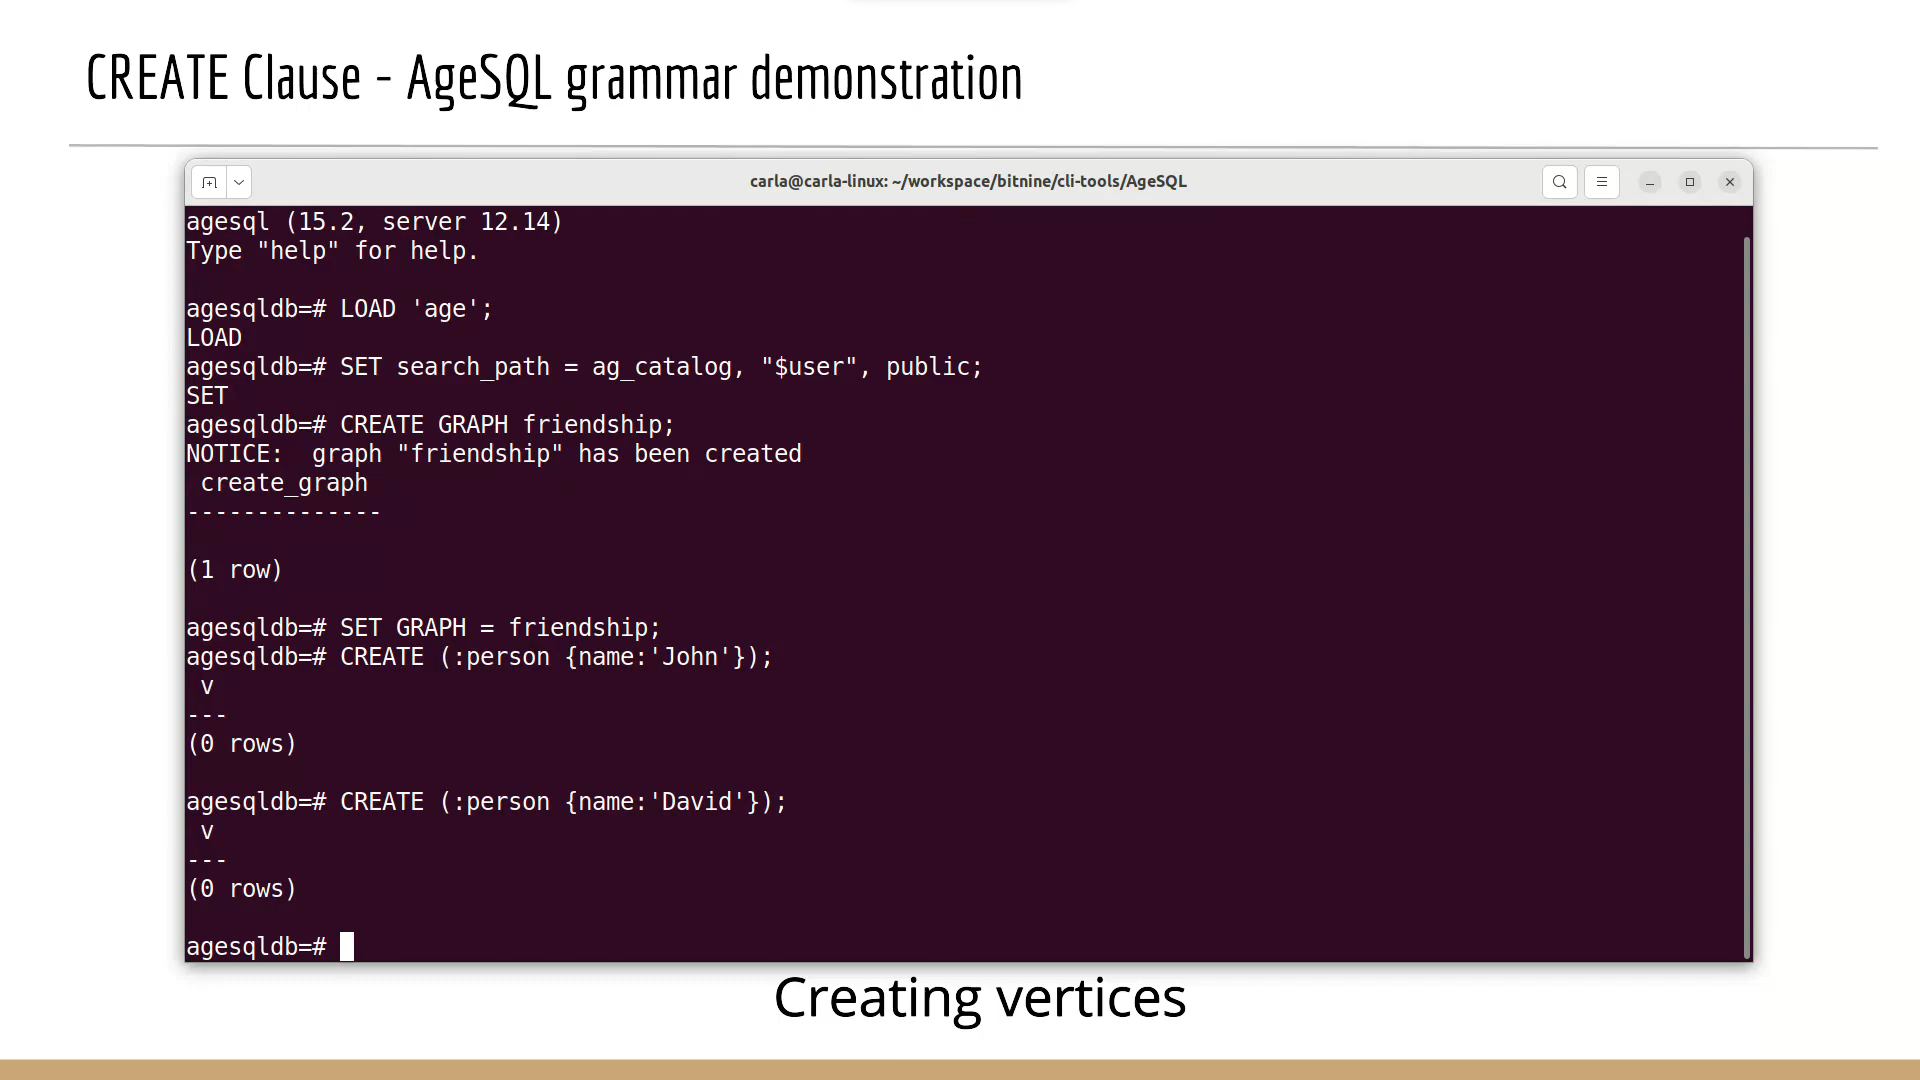 CREATE Clause - AgeSQL grammar demonstration
carla@carla-linux: ~/workspace/bitnine/cli-tools/AgeSQL
agesql (15.2, server 12.14)
Type "help" for help.
agesqldb=# LOAD 'age';
LOAD
agesqldb=# SET search_path = ag_catalog, "$user", public;
SET
agesqldb=# CREATE GRAPH friendship;
NOTICE:  graph "friendship" has been created
 create_graph
--------------
(1 row)
agesqldb=# SET GRAPH = friendship;
agesqldb=# CREATE (:person {name:'John'});
 v
---
(0 rows)
agesqldb=# CREATE (:person {name:'David'});
 v
---
(0 rows)
agesqldb=#
Creating vertices